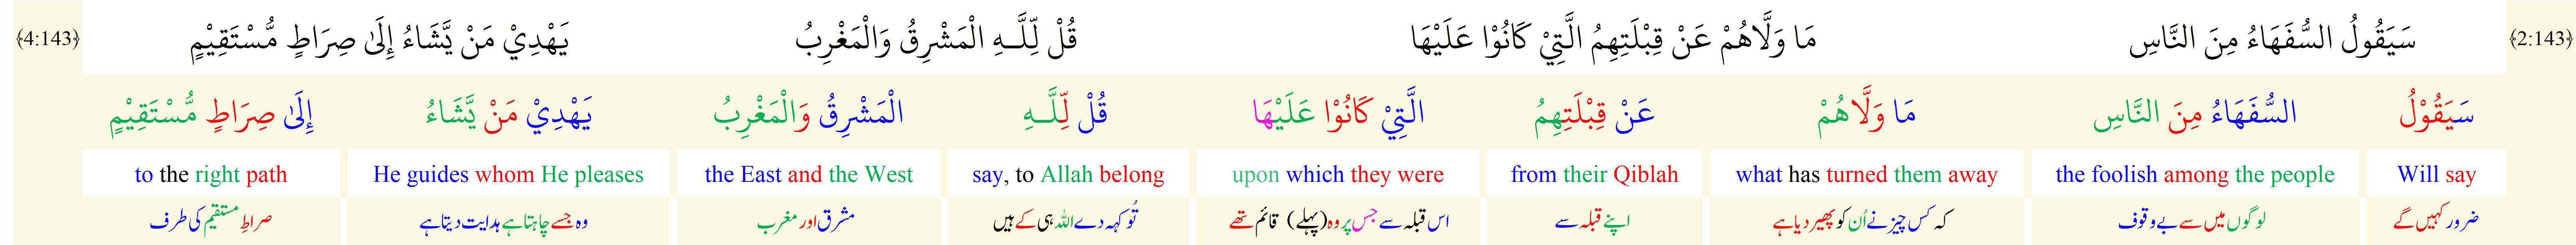 ﴿2:143﴾ سَيَقُولُ السُّفَهَاءُ مِنَ النَّاسِ مَا وَلَّاهُمْ عَنْ قِبْلَتِهِمُ الَّتِيْ كَانُوْا عَلَيْهَا قُلْ لِّلَّـهِ الْمَشْرِقُ وَالْمَغْرِبُ يَهْدِيْ مَنْ يَّشَاءُ إِلَىٰ صِرَاطٍ مُّسْتَقِيْمٍ ﴿4:143﴾
سَيَقُوْلُ السُّفَهَاءُ مِنَ النَّاسِ مَا وَلَّاهُمْ عَنْ قِبْلَتِهِمُ الَّتِيْ كَانُوْا عَلَيْهَا قُلْ لِّلَّـهِ الْمَشْرِقُ وَالْمَغْرِبُ يَهْدِيْ مَنْ يَّشَاءُ إِلَىٰ صِرَاطٍ مُّسْتَقِيْمٍ
Will say the foolish among the people what has turned them away from their Qiblah upon which they were say, to Allah belong the East and the West He guides whom He pleases to the right path
ضرور کہیں گے لوگوں میں سے بے وقوف کہ کس چیز نے اُن کو پھیر دیا ہے اپنے قبلہ سے اس قبلہ سے جس پر وہ (پہلے) قائم تھے تُو کہہ دے اللہ ہی کے ہیں مشرق اور مغرب وہ جسے چاہتا ہے ہدایت دیتا ہے صراطِ مستقیم کی طرف